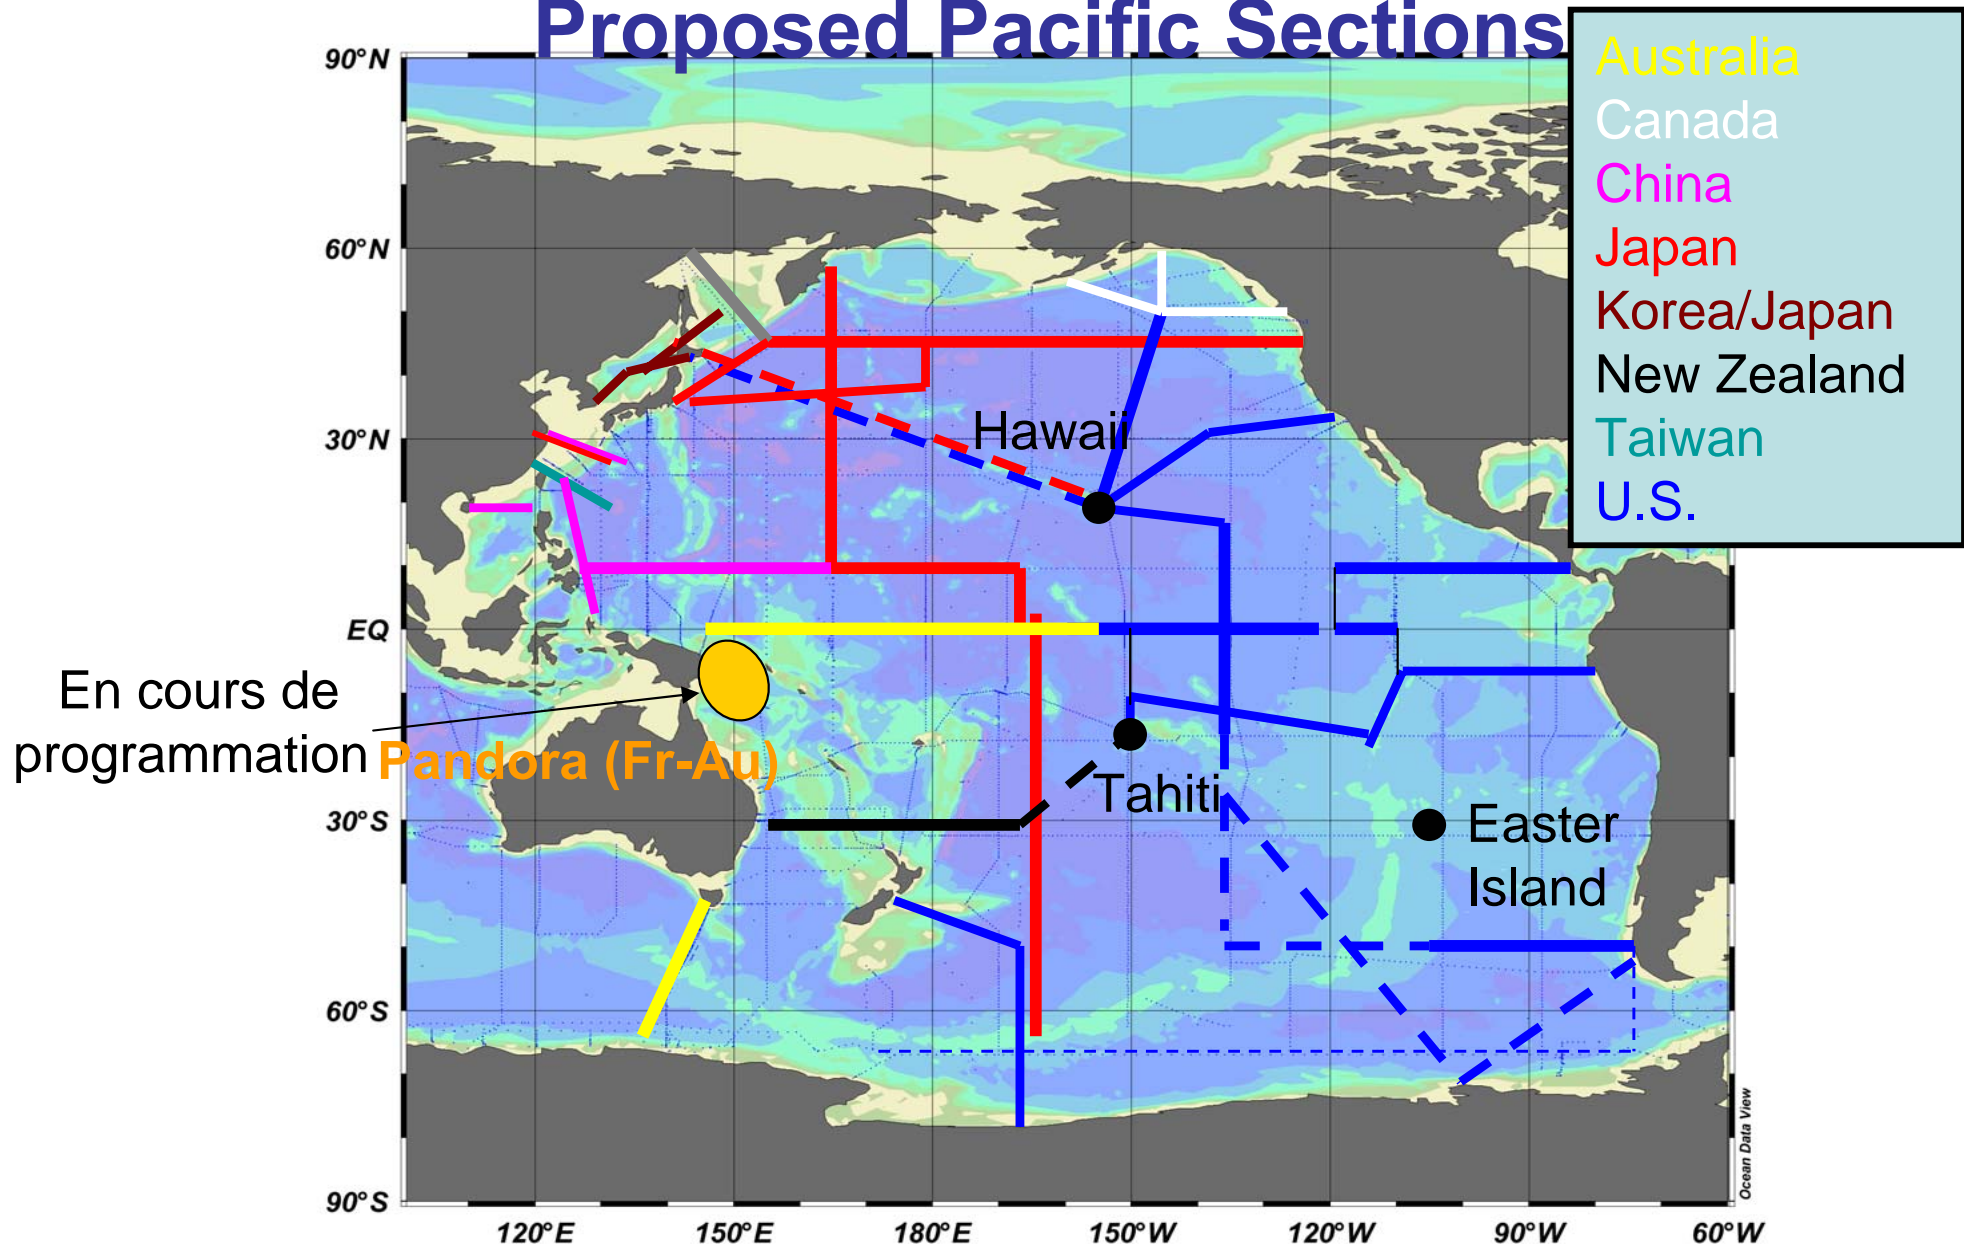 Proposed Pacific Sections
Australia
Canada
China
Japan
Korea/Japan
New Zealand
Taiwan
U.S.
90°N
60°N
30°N
EQ
30°S
60°S
90°S
Hawaii
En cours de
programmation
Pandora (Fr-Au)
Tahiti
Easter
Island
Ocean Data View
120°E
150°E
180°E
150°W
120°W
90°W
60°W